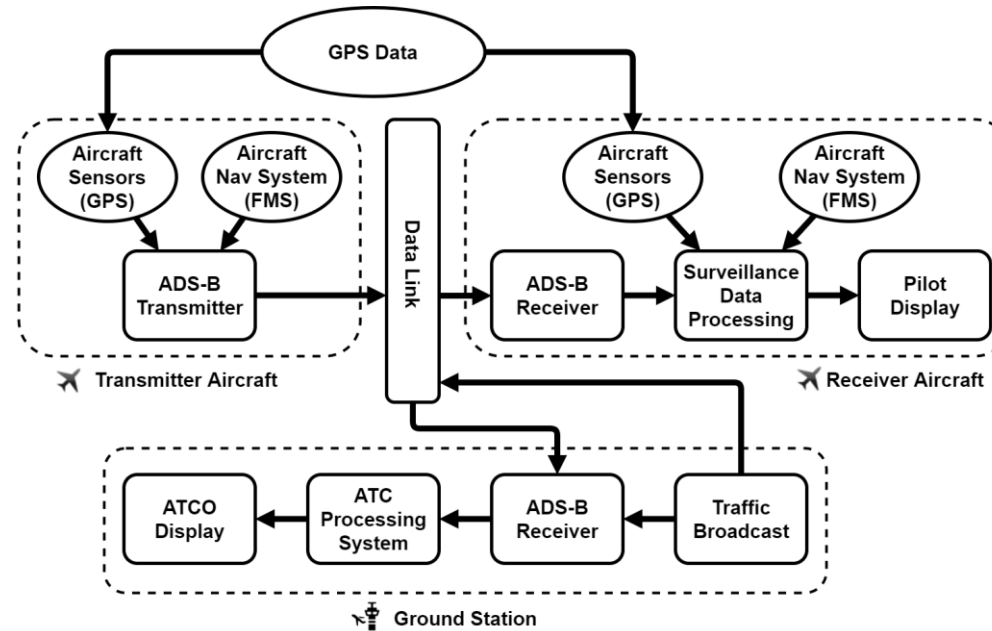 GPS Data
Aircraft
Sensors
(GPS)
Aircraft
Nav System
(FMS)
ADS-B
Transmitter
Transmitter Aircraft
Data Link
Aircraft
Sensors
(GPS)
Aircraft
Nav System
(FMS)
ADS-B
Receiver
Surveillance
Data
Processing
Pilot
Display
Receiver Aircraft
ATCO
Display
ATC
Processing
System
ADS-B
Receiver
Traffic
Broadcast
Ground Station